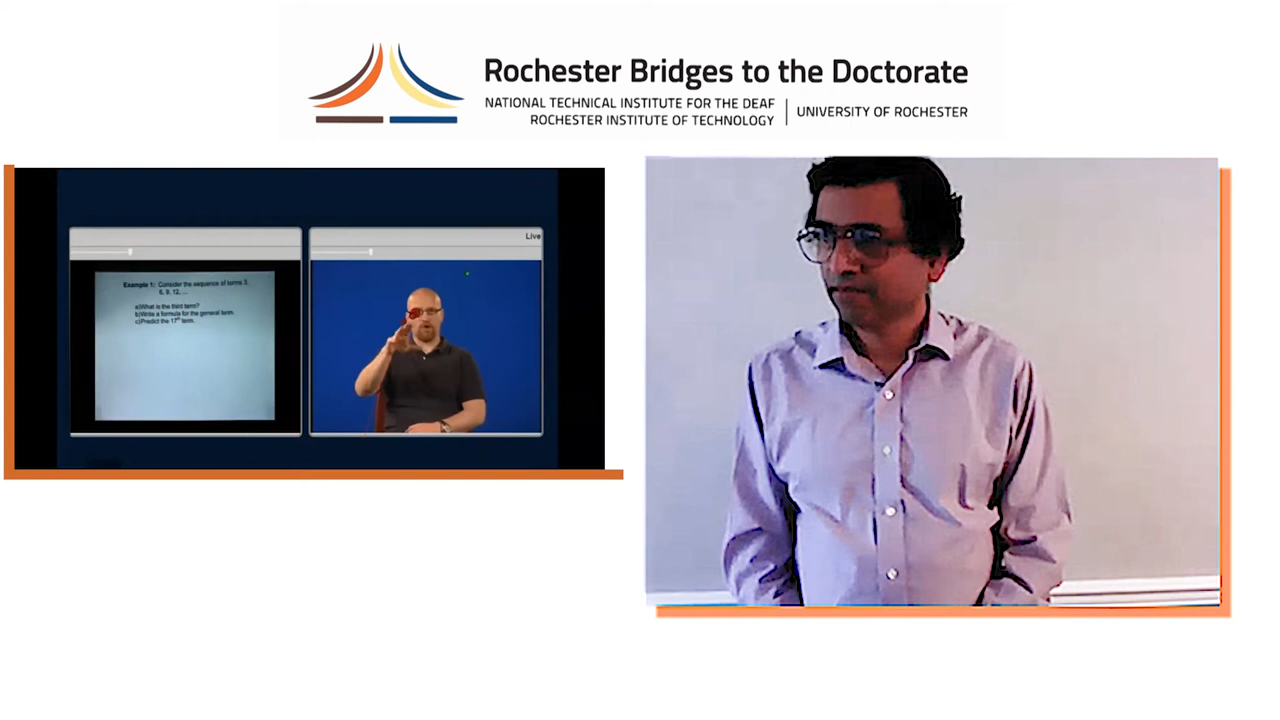 Rochester Bridges to the Doctorate
NATIONAL TECHNICAL INSTITUTE FOR THE DEAF
ROCHESTER INSTITUTE OF TECHNOLOGY
UNIVERSITY OF ROCHESTER
Live
Example 1: Consider the sequence of terms 3,
6, 9, 12, ...
a)What is the third term?
b)Write a formula for the general term.
c)Predict the 17th term.